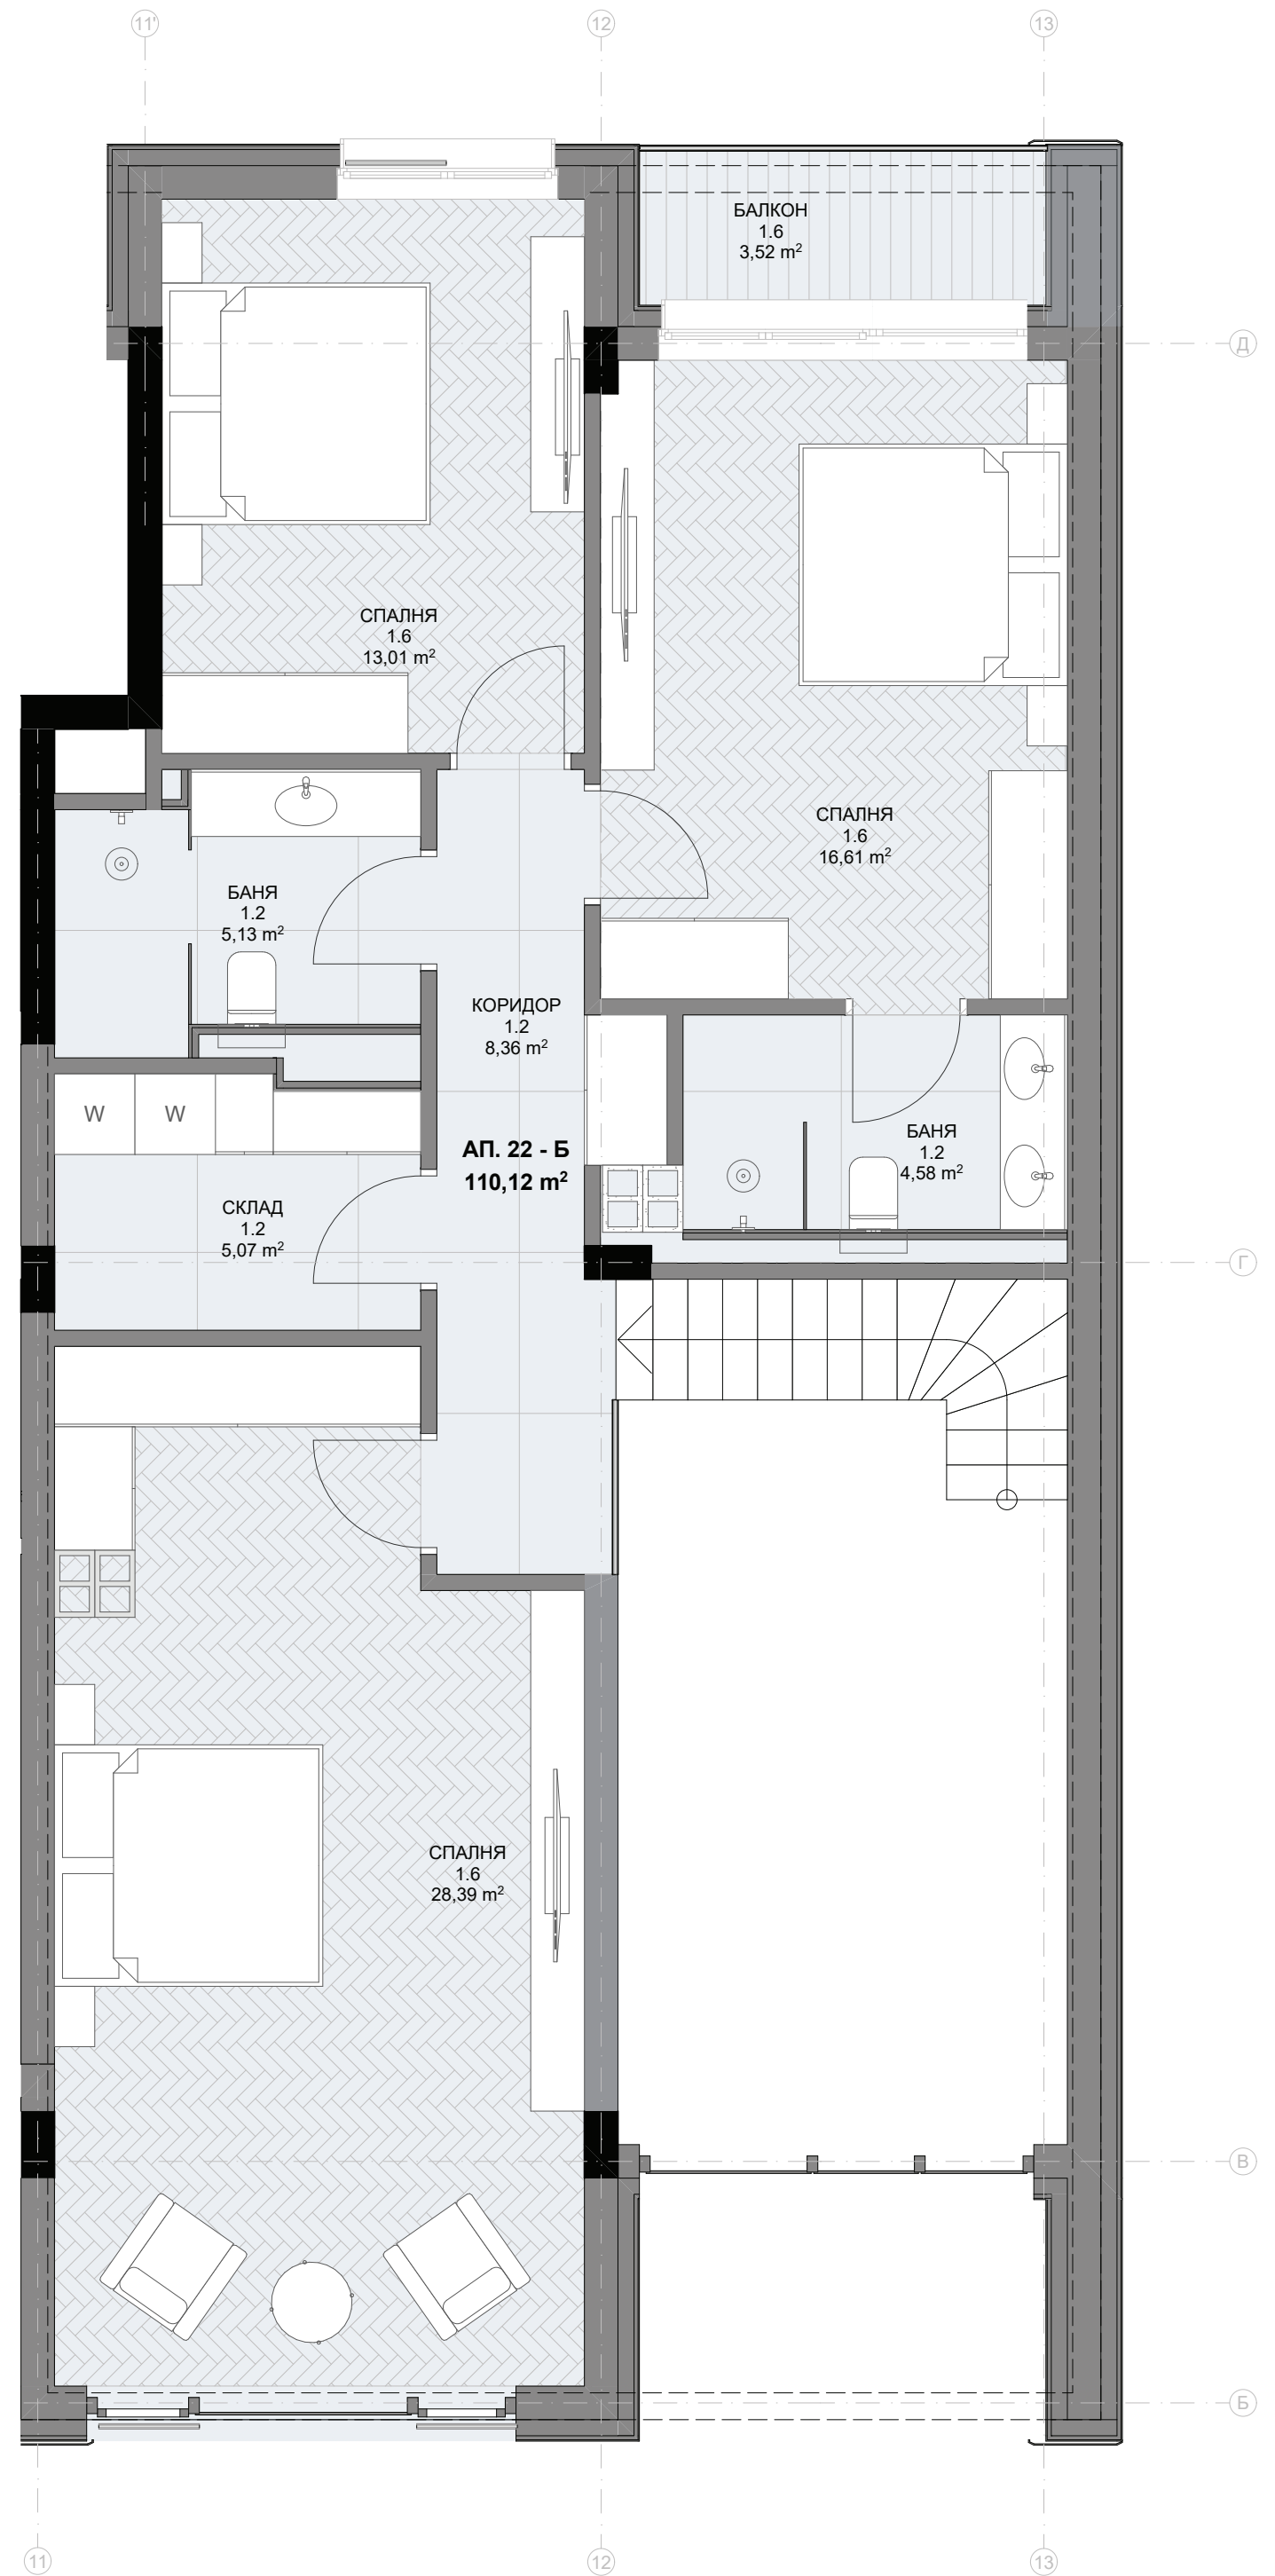 11'
12
13
БАЛКОН
1.6
3,52 m²
Д
СПАЛНЯ
1.6
13,01 m²
СПАЛНЯ
1.6
16,61 m²
БАНЯ
1.2
5,13 m²
КОРИДОР
1.2
8,36 m²
W
W
АП. 22 - Б
110,12 m²
БАНЯ
1.2
4,58 m²
СКЛАД
1.2
5,07 m²
Г
СПАЛНЯ
1.6
28,39 m²
В
Б
11
12
13